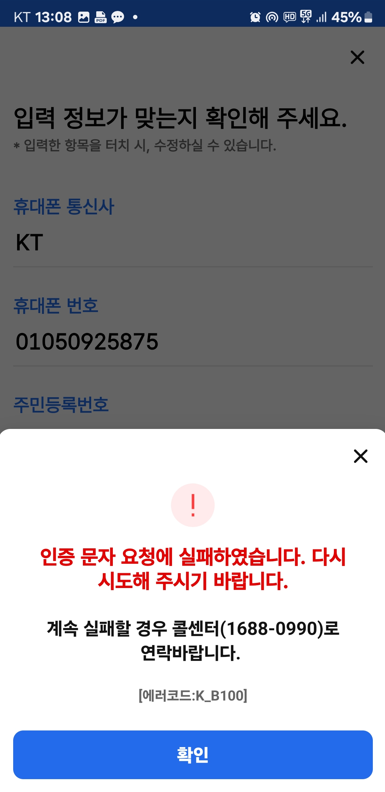 KT 13:08
45%
입력 정보가 맞는지 확인해 주세요.
* 입력한 항목을 터치 시, 수정하실 수 있습니다.
휴대폰 통신사
KT
휴대폰 번호
01050925875
주민등록번호
인증 문자 요청에 실패하였습니다. 다시
시도해 주시기 바랍니다.
계속 실패할 경우 콜센터(1688-0990)로
연락바랍니다.
[에러코드:K_B100]
확인